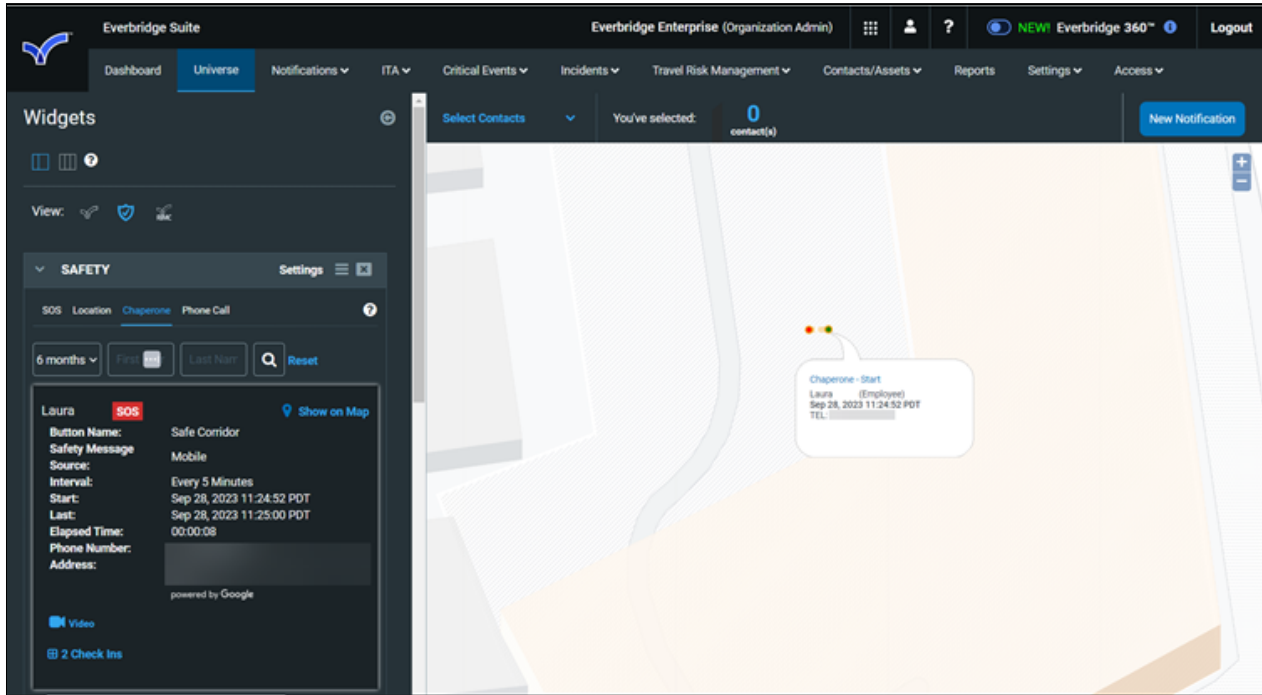 Everbridge Suite
Everbridge Enterprise (Organization Admin)
?
NEW! Everbridge 360™
Logout
Dashboard
Universe
Notifications
ITA
Critical Events
Incidents
Travel Risk Management
Contacts/Assets
Reports
Settings
Access
Widgets
Select Contacts
You've selected:
0
contact(s)
New Notification
?
View:
SAFETY
Settings
SOS Location Chaperone Phone Call
?
6 months
First
Last Nam
Reset
Laura SOS
Show on Map
Button Name: Safe Corridor
Safety Message
Source: Mobile
Interval: Every 5 Minutes
Start: Sep 28, 2023 11:24:52 PDT
Last: Sep 28, 2023 11:25:00 PDT
Elapsed Time: 00:00:08
Phone Number:
Address:
powered by Google
Video
2 Check Ins
+
−
Chaperone - Start
Laura (Employee)
Sep 28, 2023 11:24:52 PDT
TEL: